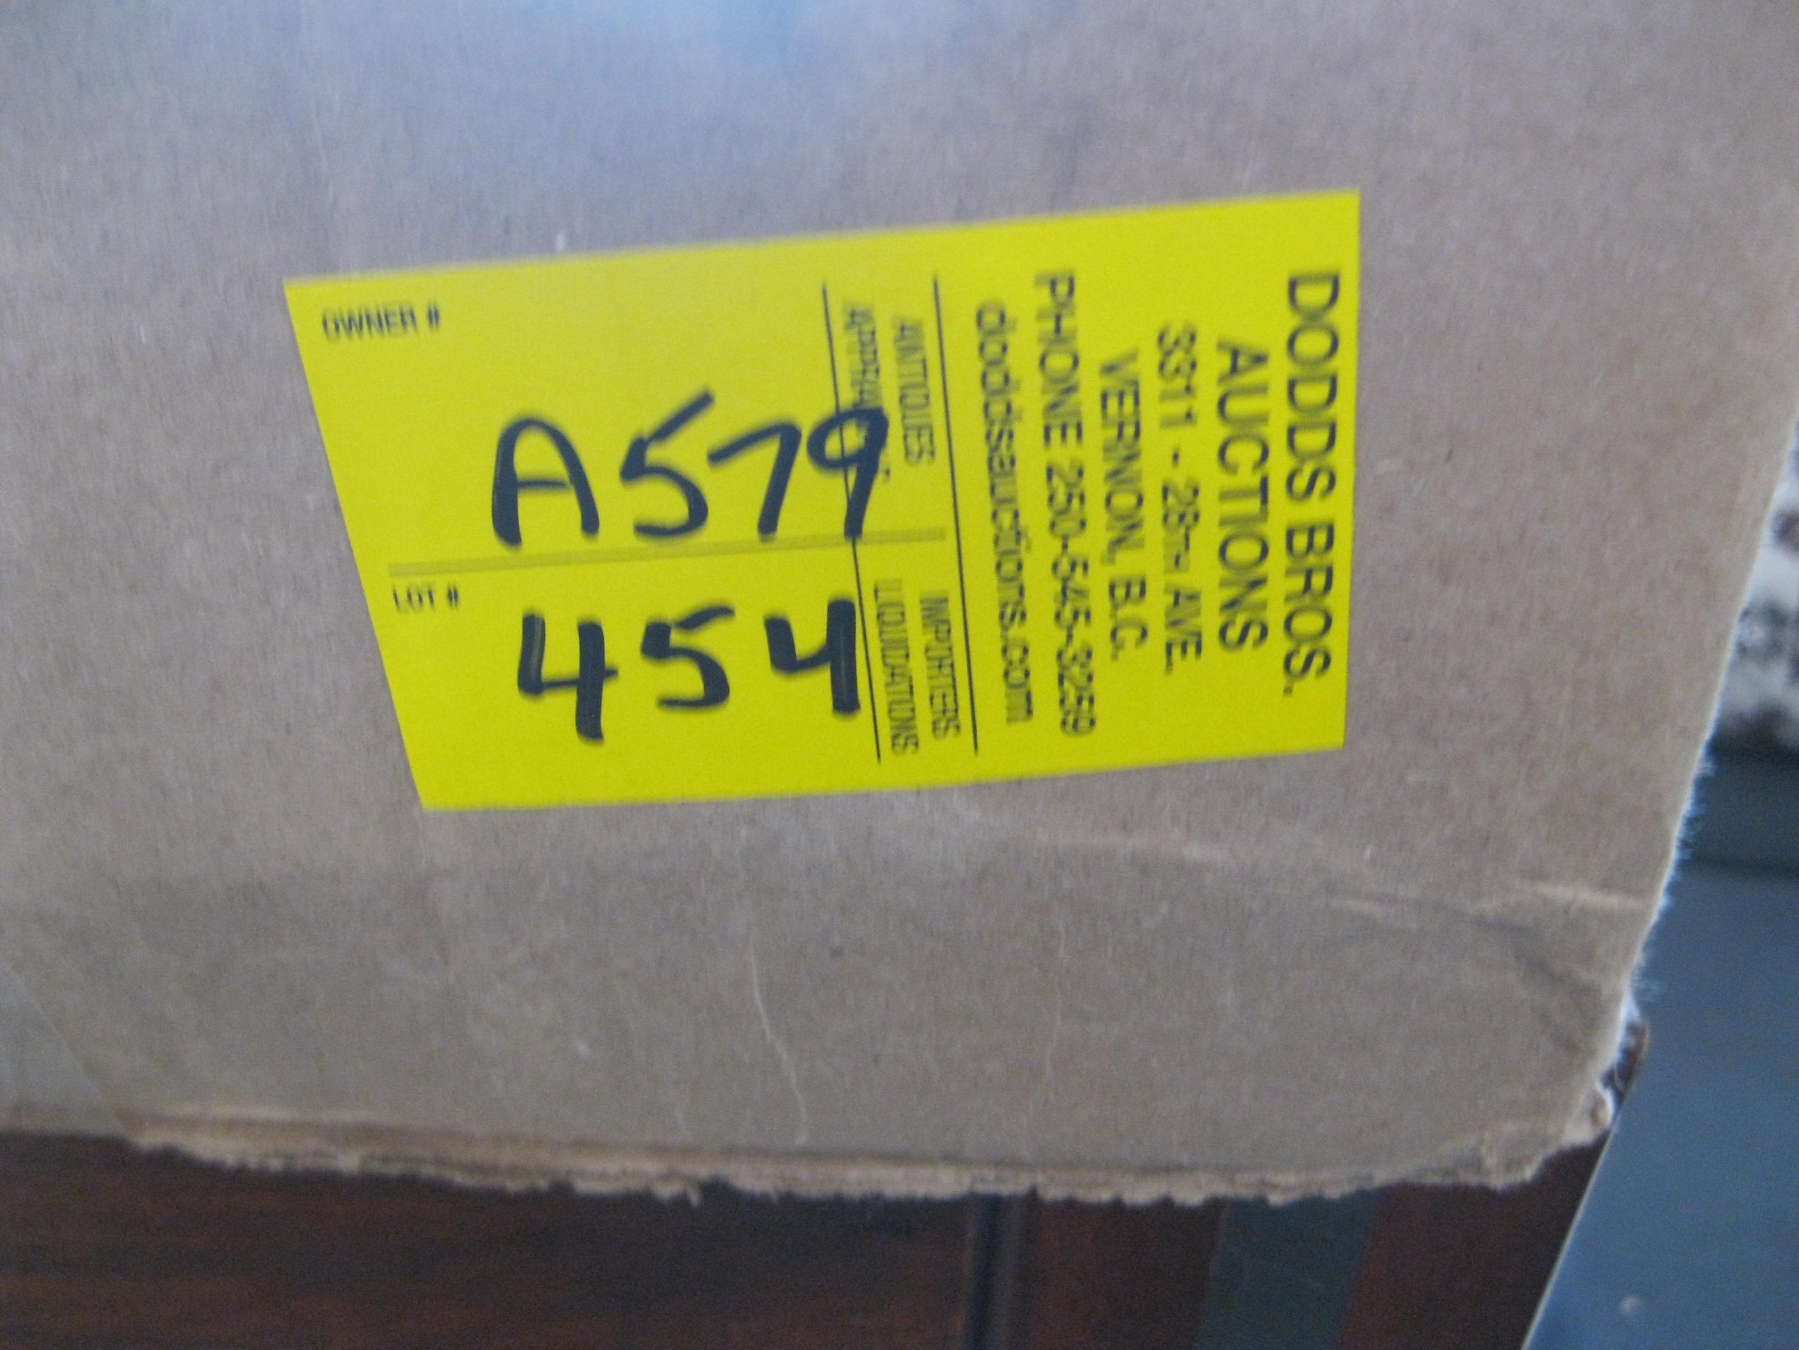 DODDS BROS.
AUCTIONS
3311 - 28TH AVE.
VERNON, B.C.
PHONE 250-545-3259
doddsauctions.com
ANTIQUES IMPORTERS
LIQUIDATIONS
OWNER #
A579
LOT #
454